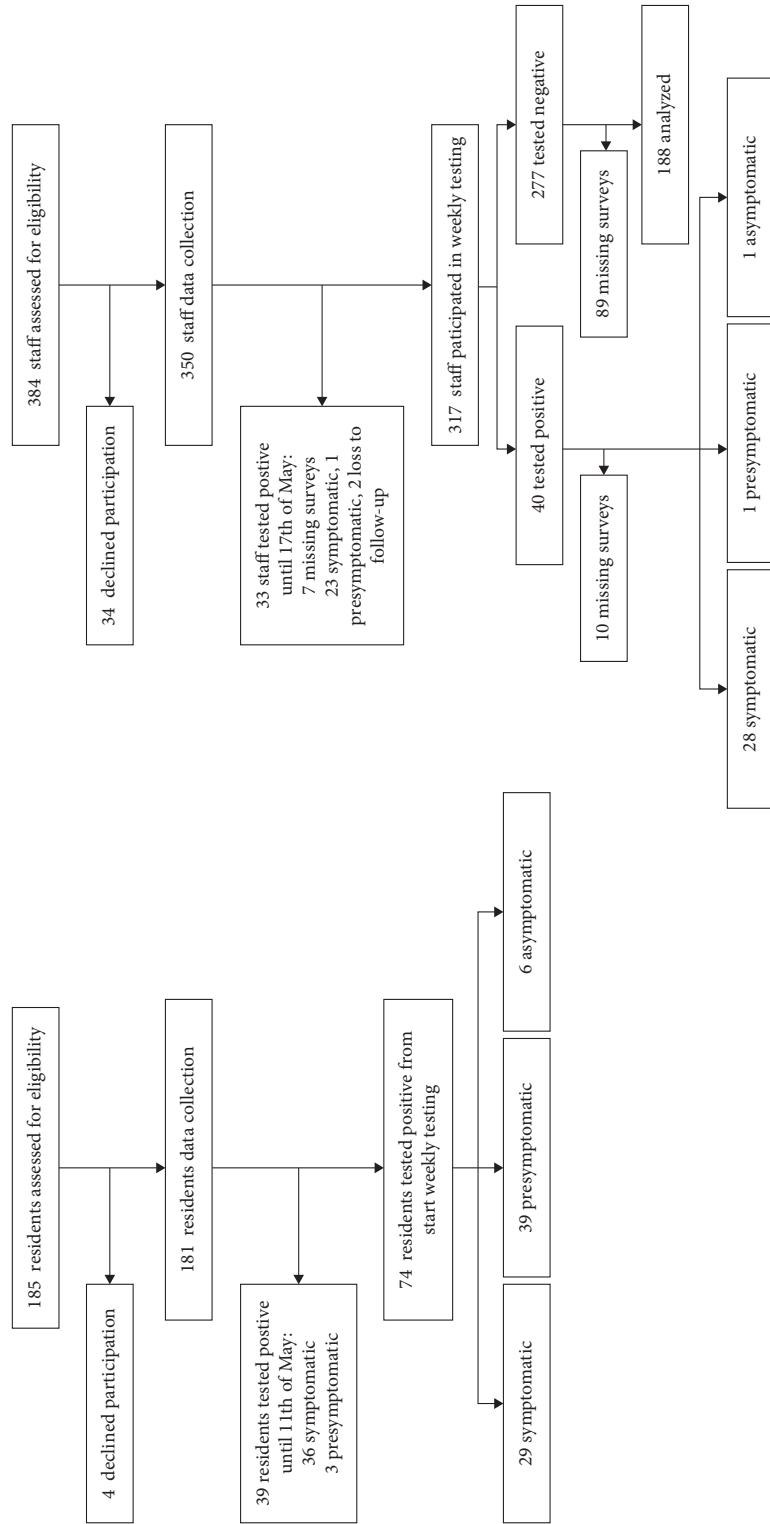 185 residents assessed for eligibility
4 declined participation
181 residents data collection
39 residents tested postive
until 11th of May:
36 symptomatic
3 presymptomatic
74 residents tested positive from
start weekly testing
29 symptomatic
39 presymptomatic
6 asymptomatic
384 staff assessed for eligibility
34 declined participation
350 staff data collection
33 staff tested postive
until 17th of May:
7 missing surveys
23 symptomatic, 1
presymptomatic, 2 loss to
follow-up
317 staff paticipated in weekly testing
40 tested positive
277 tested negative
10 missing surveys
89 missing surveys
188 analyzed
28 symptomatic
1 presymptomatic
1 asymptomatic